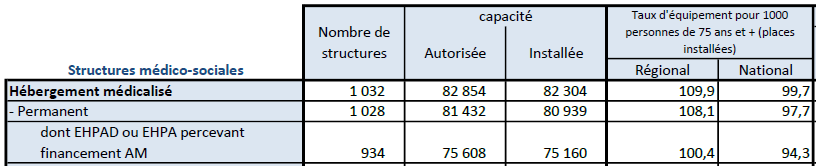 Nombre de structures
capacité
Taux d'équipement pour 1000 personnes de 75 ans et + (places installées)
Autorisée Installée
Structures médico-sociales
Régional National
Hébergement médicalisé 1 032 82 854 82 304 109,9 99,7
- Permanent 1 028 81 432 80 939 108,1 97,7
dont EHPAD ou EHPA percevant
financement AM 934 75 608 75 160 100,4 94,3